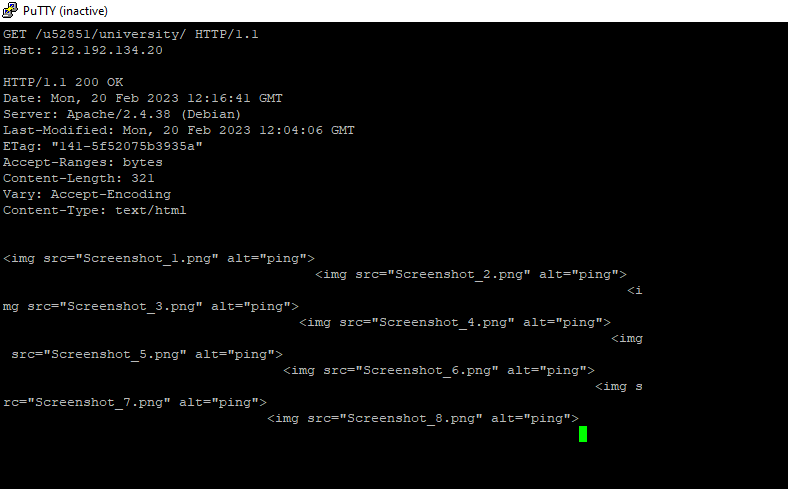 PuTTY (inactive)
GET /u52851/university/ HTTP/1.1
Host: 212.192.134.20
HTTP/1.1 200 OK
Date: Mon, 20 Feb 2023 12:16:41 GMT
Server: Apache/2.4.38 (Debian)
Last-Modified: Mon, 20 Feb 2023 12:04:06 GMT
ETag: "141-5f52075b3935a"
Accept-Ranges: bytes
Content-Length: 321
Vary: Accept-Encoding
Content-Type: text/html
<img src="Screenshot_1.png" alt="ping">
<img src="Screenshot_2.png" alt="ping">
<i
mg src="Screenshot_3.png" alt="ping">
<img src="Screenshot_4.png" alt="ping">
<img
src="Screenshot_5.png" alt="ping">
<img src="Screenshot_6.png" alt="ping">
<img s
rc="Screenshot_7.png" alt="ping">
<img src="Screenshot_8.png" alt="ping">